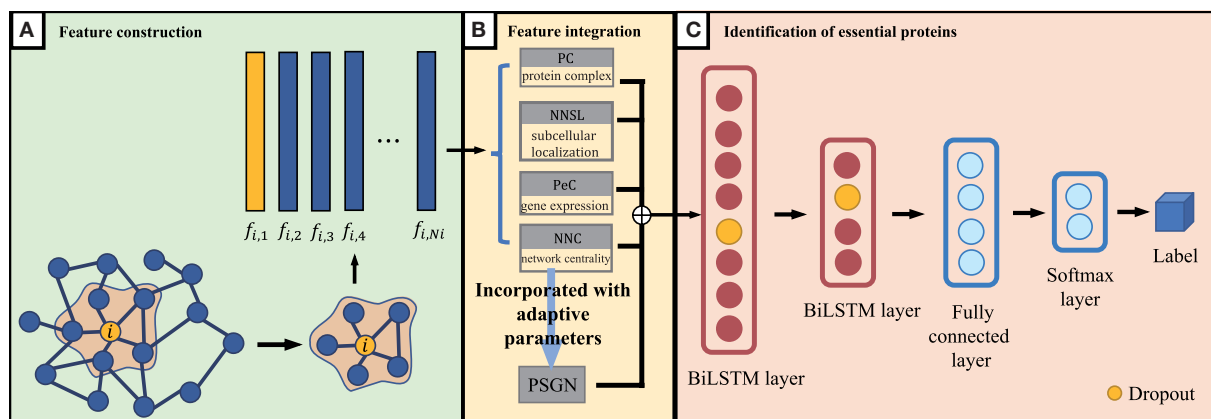 A
Feature construction
f_{i,1}
f_{i,2}
f_{i,3}
f_{i,4}
...
f_{i,Ni}
i
i
B
Feature integration
PC
protein complex
NNSL
subcellular
localization
PeC
gene expression
NNC
network centrality
Incorporated with
adaptive
parameters
PSGN
C
Identification of essential proteins
BiLSTM layer
BiLSTM layer
Fully
connected
layer
Softmax
layer
Label
Dropout